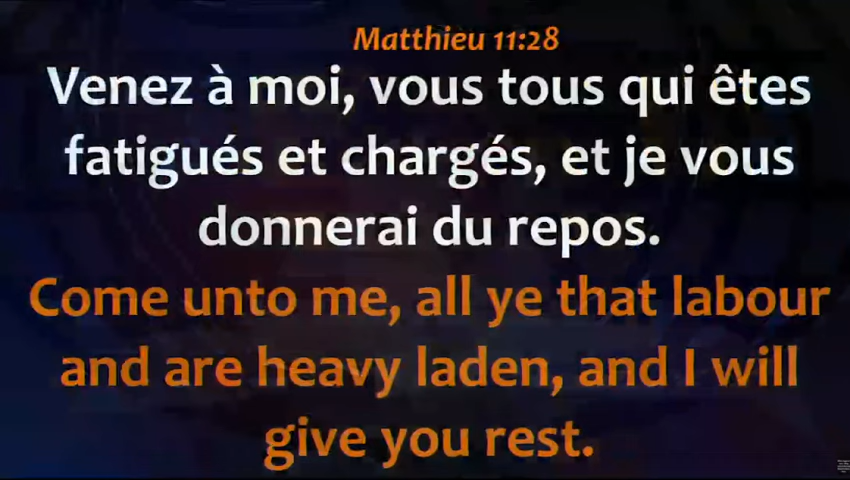 Matthieu 11:28
Venez à moi, vous tous qui êtes
fatigués et chargés, et je vous
donnerai du repos.
Come unto me, all ye that labour
and are heavy laden, and I will
give you rest.